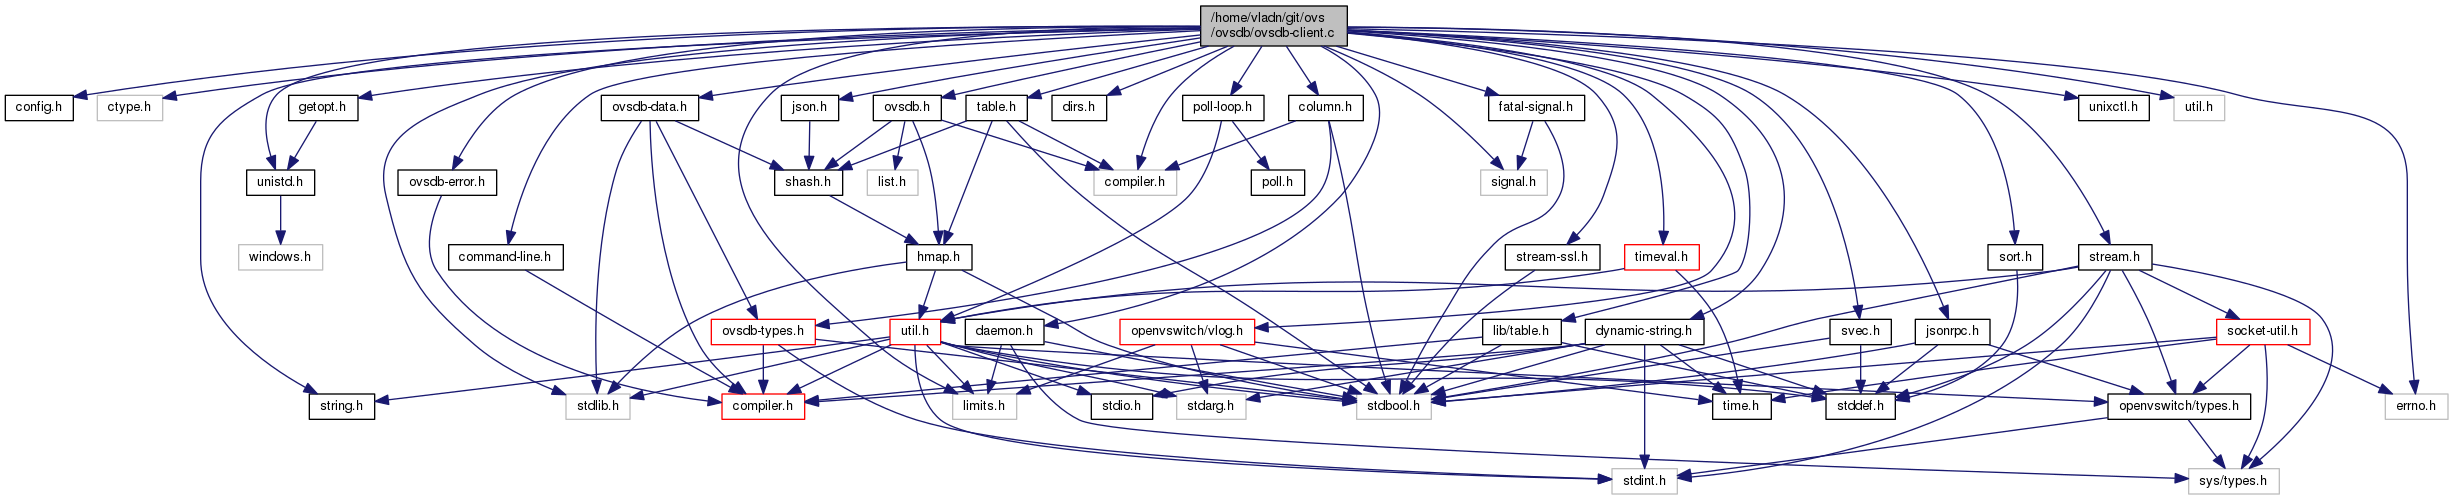 /home/vladn/git/ovs
/ovsdb/ovsdb-client.c
config.h
ctype.h
getopt.h
ovsdb-data.h
json.h
ovsdb.h
table.h
dirs.h
poll-loop.h
column.h
fatal-signal.h
unixctl.h
util.h
unistd.h
ovsdb-error.h
shash.h
list.h
compiler.h
poll.h
signal.h
windows.h
command-line.h
hmap.h
stream-ssl.h
timeval.h
sort.h
stream.h
ovsdb-types.h
util.h
daemon.h
openvswitch/vlog.h
lib/table.h
dynamic-string.h
svec.h
jsonrpc.h
socket-util.h
string.h
stdlib.h
compiler.h
limits.h
stdio.h
stdarg.h
stdbool.h
time.h
stddef.h
openvswitch/types.h
errno.h
stdint.h
sys/types.h